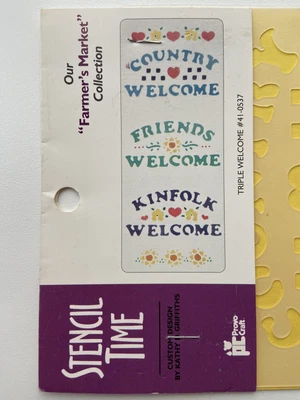 Our
"Farmer's Market"
Collection
COUNTRY
WELCOME
FRIENDS
WELCOME
KINFOLK
WELCOME
TRIPLE WELCOME #41-0537
STENCIL
TIME
CUSTOM DESIGN
BY KATHY H. GRIFFITHS
Provo
Craft